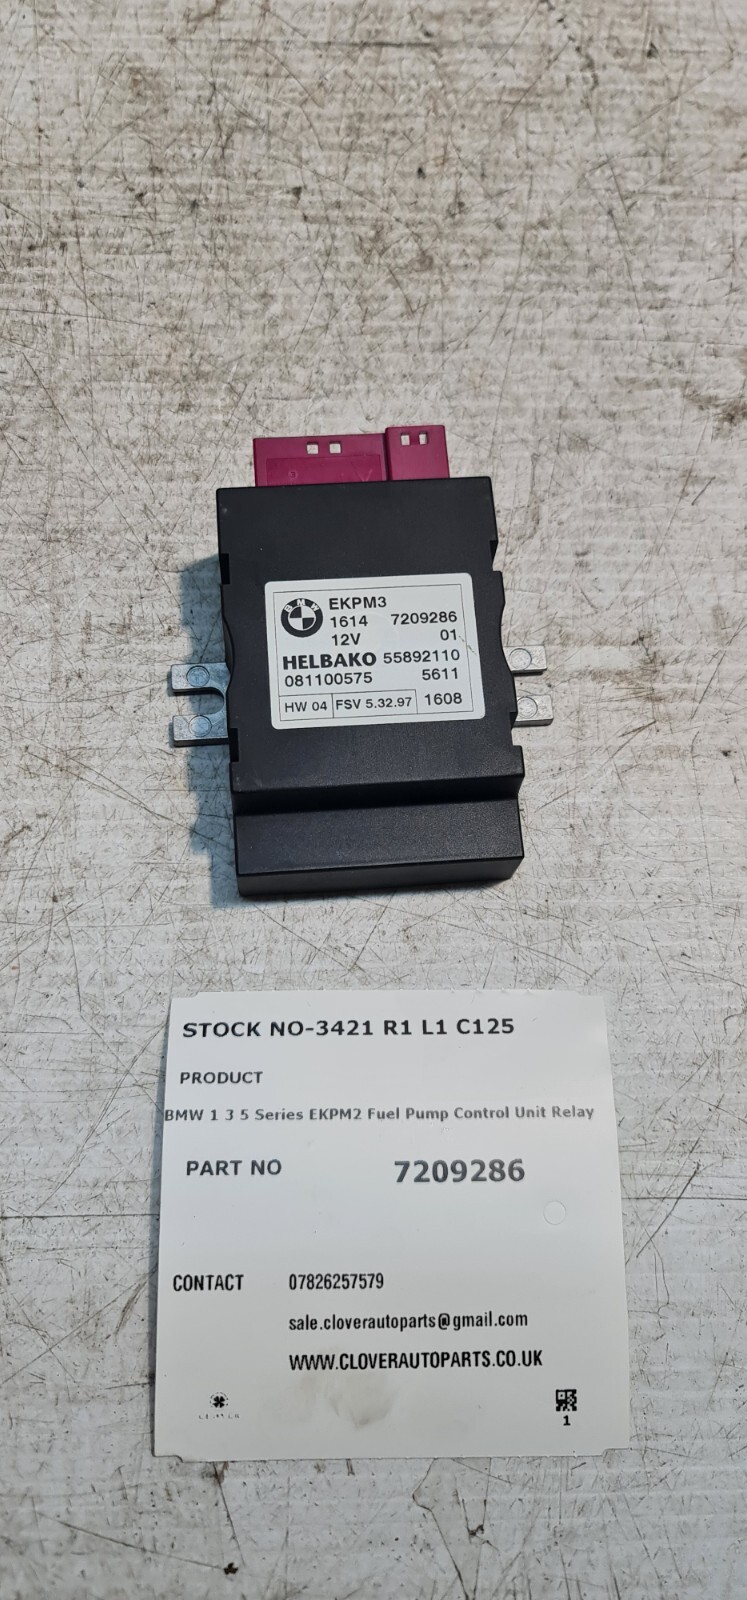 BMW
EKPM3
1614 7209286
12V 01
HELBAKO 55892110
081100575 5611
HW 04 FSV 5.32.97 1608
STOCK NO-3421 R1 L1 C125
PRODUCT
BMW 1 3 5 Series EKPM2 Fuel Pump Control Unit Relay
PART NO 7209286
CONTACT 07826257579
sale.cloverautoparts@gmail.com
WWW.CLOVERAUTOPARTS.CO.UK
1